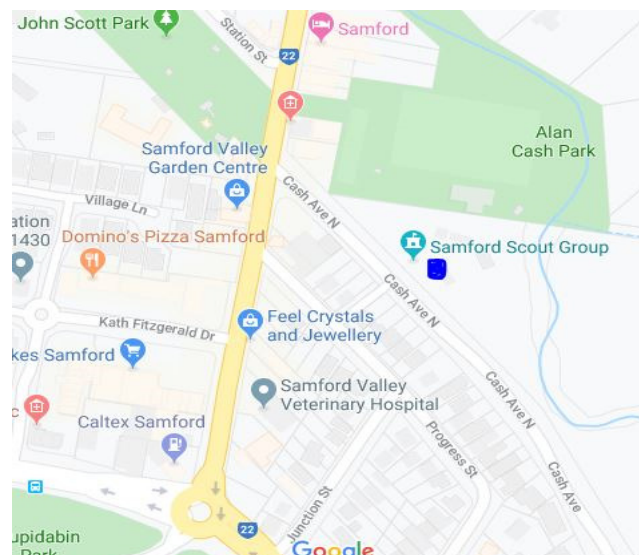 John Scott Park
Station St
22
Samford
Alan
Cash Park
Samford Valley
Garden Centre
Cash Ave N
Village Ln
ation
1430
Domino's Pizza Samford
Samford Scout Group
Cash Ave N
Feel Crystals
and Jewellery
Kath Fitzgerald Dr
kes Samford
Samford Valley
Veterinary Hospital
Cash Ave N
c
Caltex Samford
Progress St
Cash Ave
Junction St
22
upidabin
Park
Google